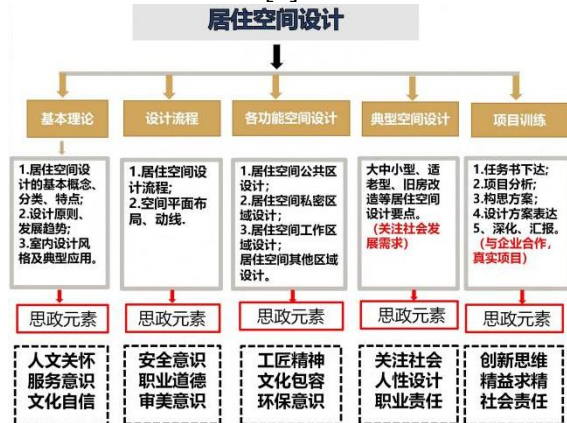 居住空间设计
基本理论
设计流程
各功能空间设计
典型空间设计
项目训练
1.居住空间设
计的基本概念、
分类、特点;
2.设计原则、
发展趋势;
3.室内设计风
格及典型应用。
1.居住空间设
计流程;
2.空间平面布
局、动线.
1.居住空间公共区
设计;
2.居住空间私密区
域设计;
3.居住空间工作区
域设计;
居住空间其他区域
设计.
大中小型、适
老型、旧房改
造等居住空间
设计要点。
(关注社会发
展需求)
1.任务书下达;
2.项目分析;
3.构思方案;
4.设计方案表达
5、深化、汇报。
(与企业合作,
真实项目)
思政元素
思政元素
思政元素
思政元素
思政元素
人文关怀
服务意识
文化自信
安全意识
职业道德
审美意识
工匠精神
文化包容
环保意识
关注社会
人性设计
职业责任
创新思维
精益求精
社会责任